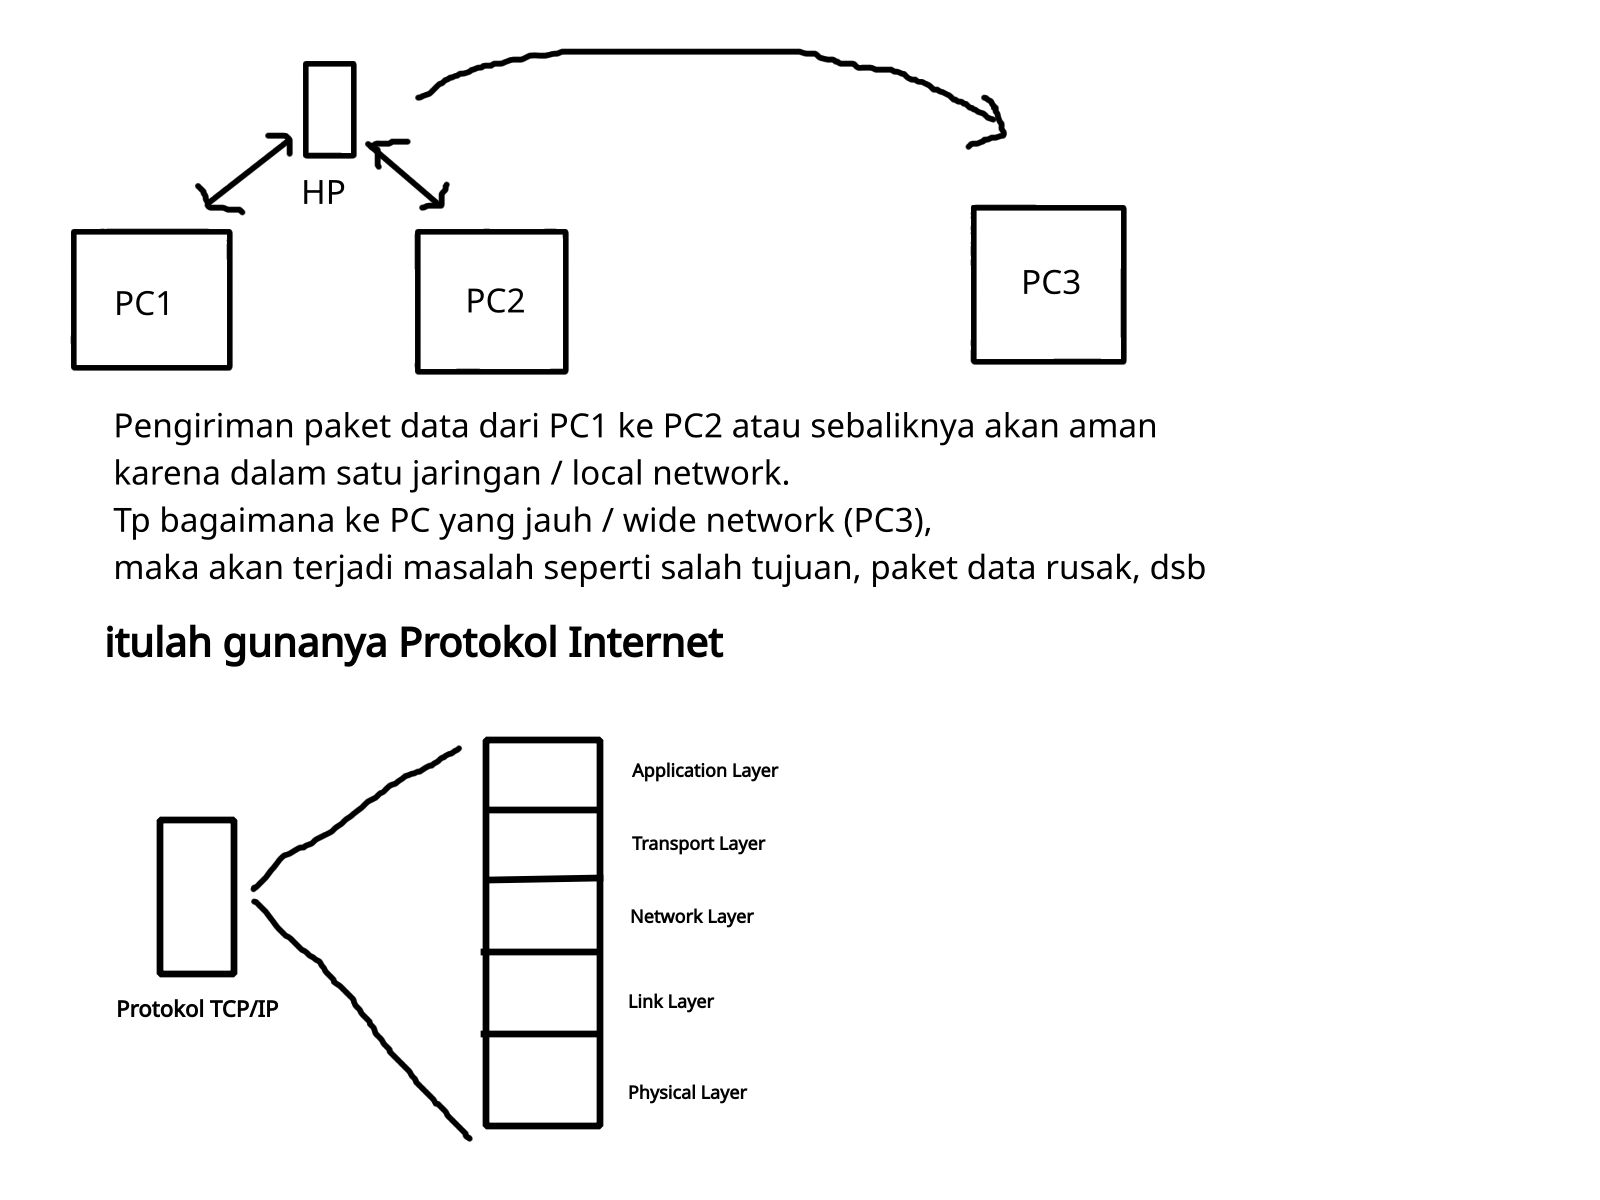 HP
PC1
PC2
PC3
Pengiriman paket data dari PC1 ke PC2 atau sebaliknya akan aman
karena dalam satu jaringan / local network.
Tp bagaimana ke PC yang jauh / wide network (PC3),
maka akan terjadi masalah seperti salah tujuan, paket data rusak, dsb
itulah gunanya Protokol Internet
Application Layer
Transport Layer
Network Layer
Link Layer
Physical Layer
Protokol TCP/IP